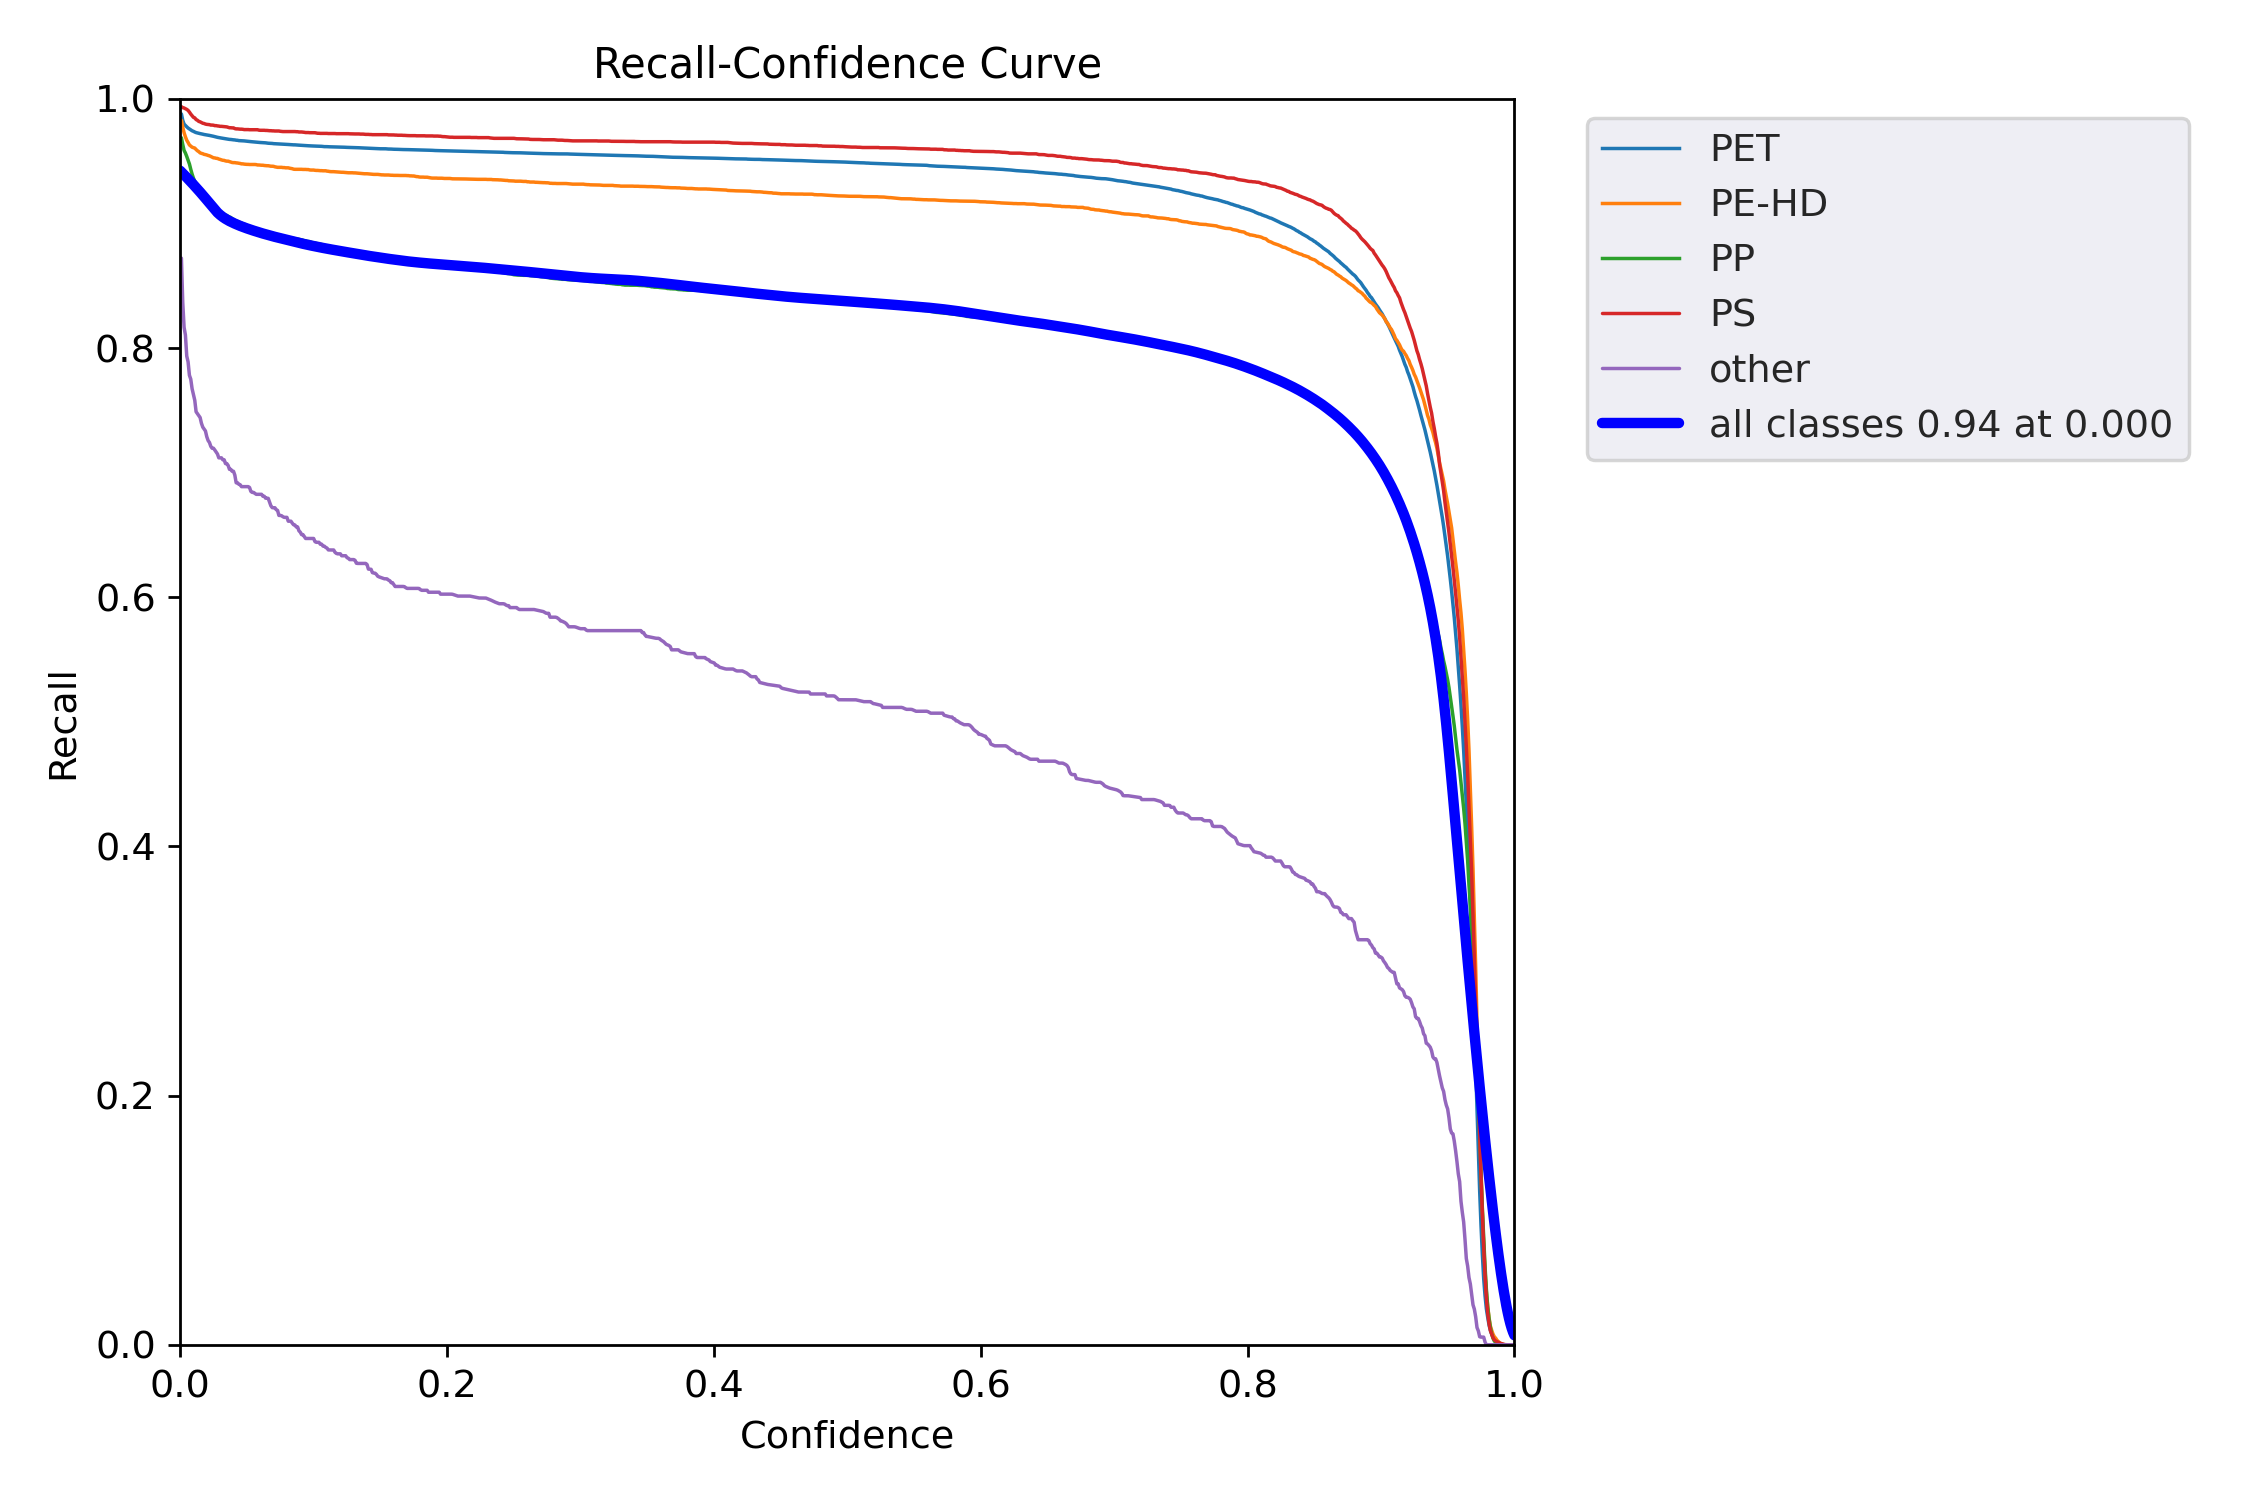 Recall-Confidence Curve
1.0
0.8
0.6
0.4
0.2
0.0
Recall
0.0 0.2 0.4 0.6 0.8 1.0
Confidence
PET
PE-HD
PP
PS
other
all classes 0.94 at 0.000